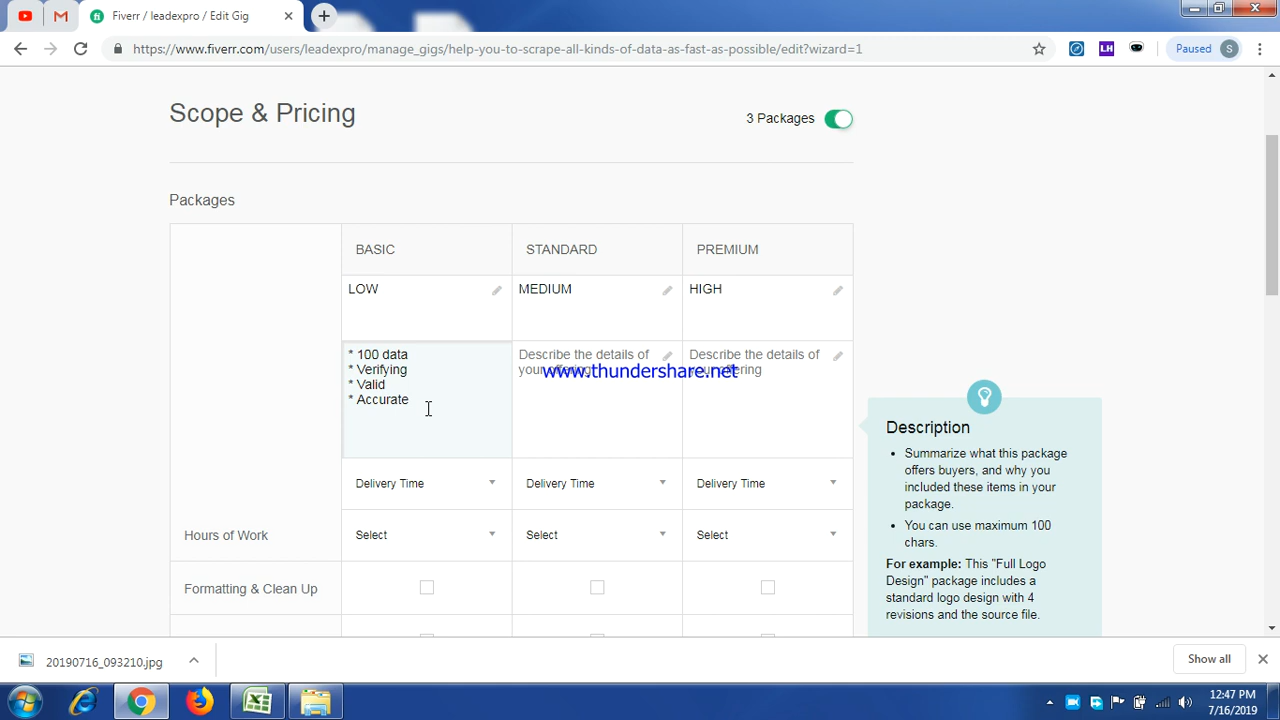 Fiverr / leadexpro / Edit Gig
https://www.fiverr.com/users/leadexpro/manage_gigs/help-you-to-scrape-all-kinds-of-data-as-fast-as-possible/edit?wizard=1
LH
Paused
S
Scope & Pricing
3 Packages
Packages
BASIC
STANDARD
PREMIUM
LOW
MEDIUM
HIGH
* 100 data
* Verifying
* Valid
* Accurate
Describe the details of
your offering
Describe the details of
your offering
www.thundershare.net
Delivery Time
Delivery Time
Delivery Time
Hours of Work
Select
Select
Select
Formatting & Clean Up
Description
Summarize what this package
offers buyers, and why you
included these items in your
package.
You can use maximum 100
chars.
For example: This "Full Logo
Design" package includes a
standard logo design with 4
revisions and the source file.
20190716_093210.jpg
Show all
12:47 PM
7/16/2019